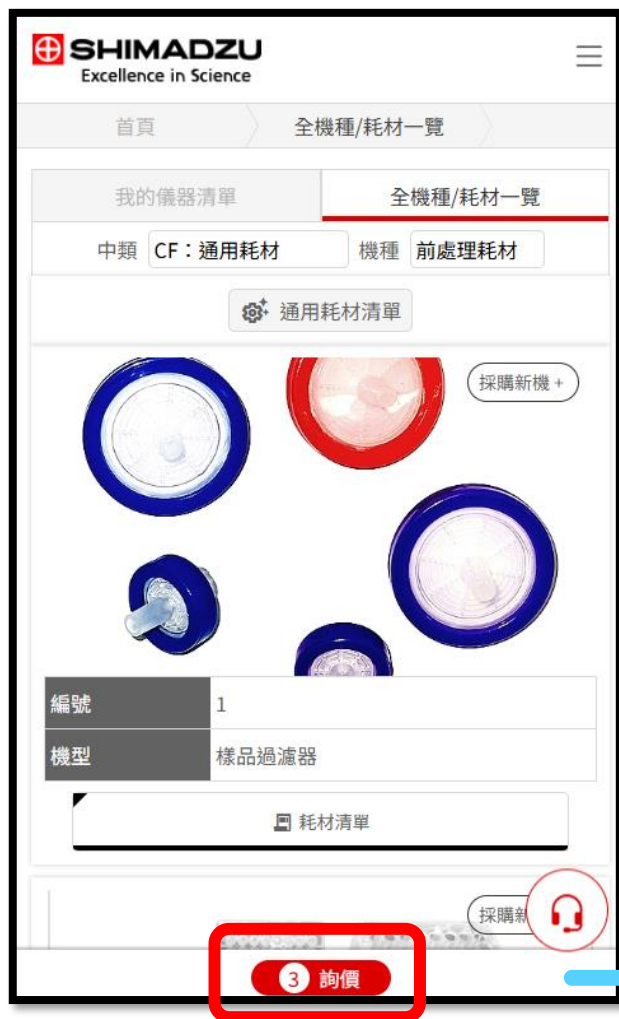 SHIMADZU
Excellence in Science
首頁 全機種/耗材一覽
我的儀器清單 全機種/耗材一覽
中類 CF：通用耗材 機種 前處理耗材
通用耗材清單
採購新機 +
編號 1
機型 樣品過濾器
耗材清單
採購新
3 詢價